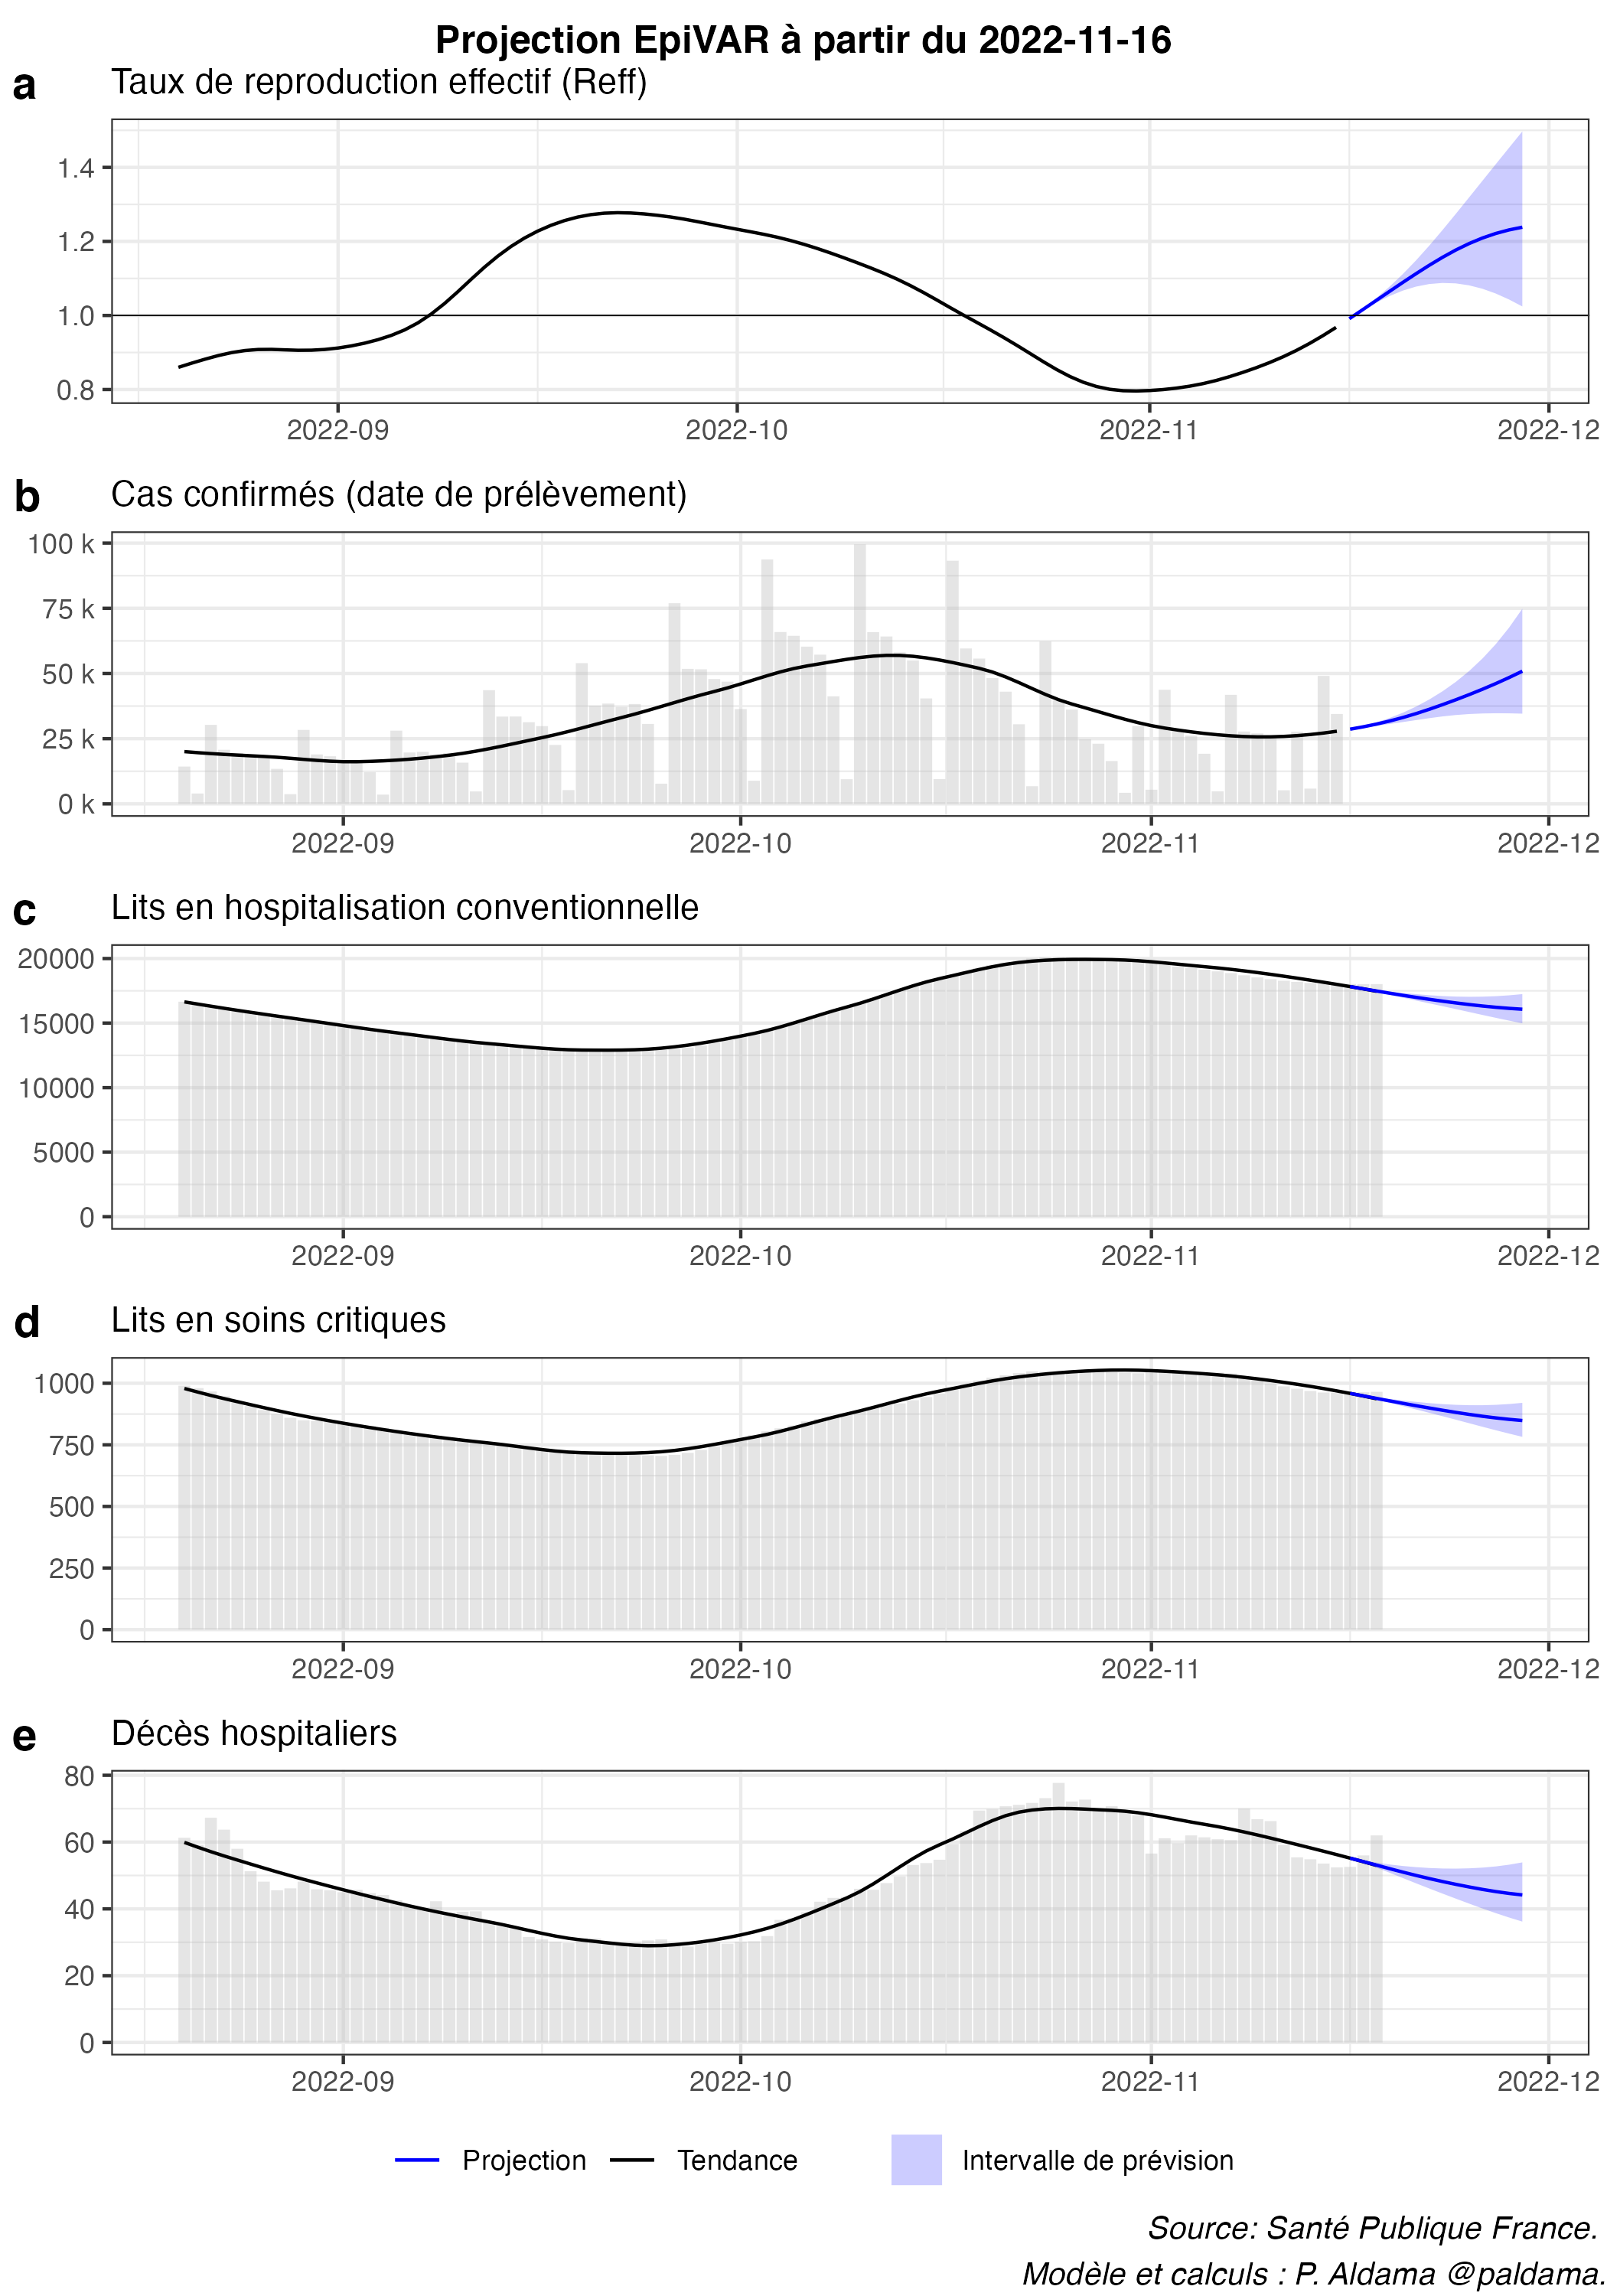 Projection EpiVAR à partir du 2022-11-16
a Taux de reproduction effectif (Reff)
1.4
1.2
1.0
0.8
2022-09 2022-10 2022-11 2022-12
b Cas confirmés (date de prélèvement)
100 k
75 k
50 k
25 k
0 k
2022-09 2022-10 2022-11 2022-12
c Lits en hospitalisation conventionnelle
20000
15000
10000
5000
0
2022-09 2022-10 2022-11 2022-12
d Lits en soins critiques
1000
750
500
250
0
2022-09 2022-10 2022-11 2022-12
e Décès hospitaliers
80
60
40
20
0
2022-09 2022-10 2022-11 2022-12
Projection Tendance Intervalle de prévision
Source: Santé Publique France.
Modèle et calculs : P. Aldama @paldama.